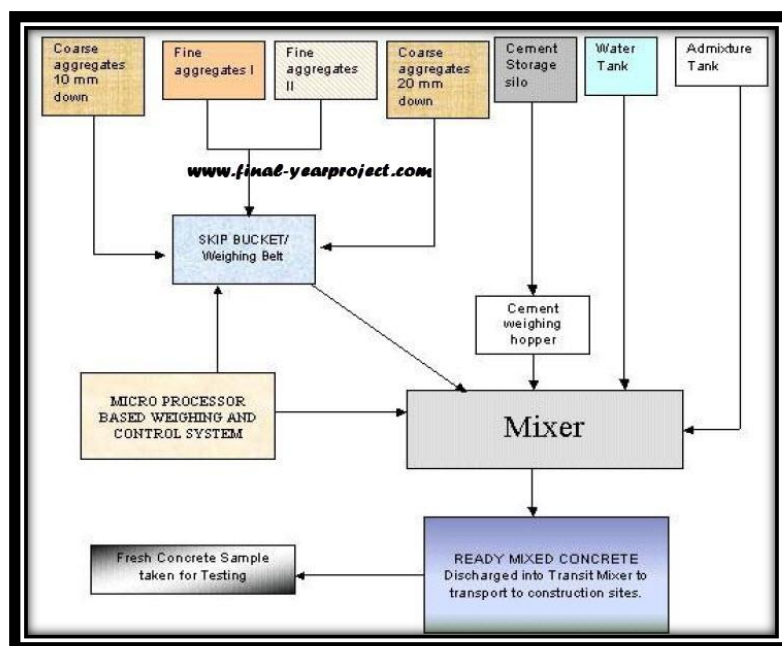 Coarse
aggregates
10 mm
down
Fine
aggregates I
Fine
aggregates
II
Coarse
aggregates
20 mm
down
Cement
Storage
silo
Water
Tank
Admixture
Tank
www.final-yearproject.com
SKIP BUCKET/
Weighing Belt
Cement
weighing
hopper
MICRO PROCESSOR
BASED WEIGHING AND
CONTROL SYSTEM
Mixer
Fresh Concrete Sample
taken for Testing
READY MIXED CONCRETE
Discharged into Transit Mixer to
transport to construction sites.